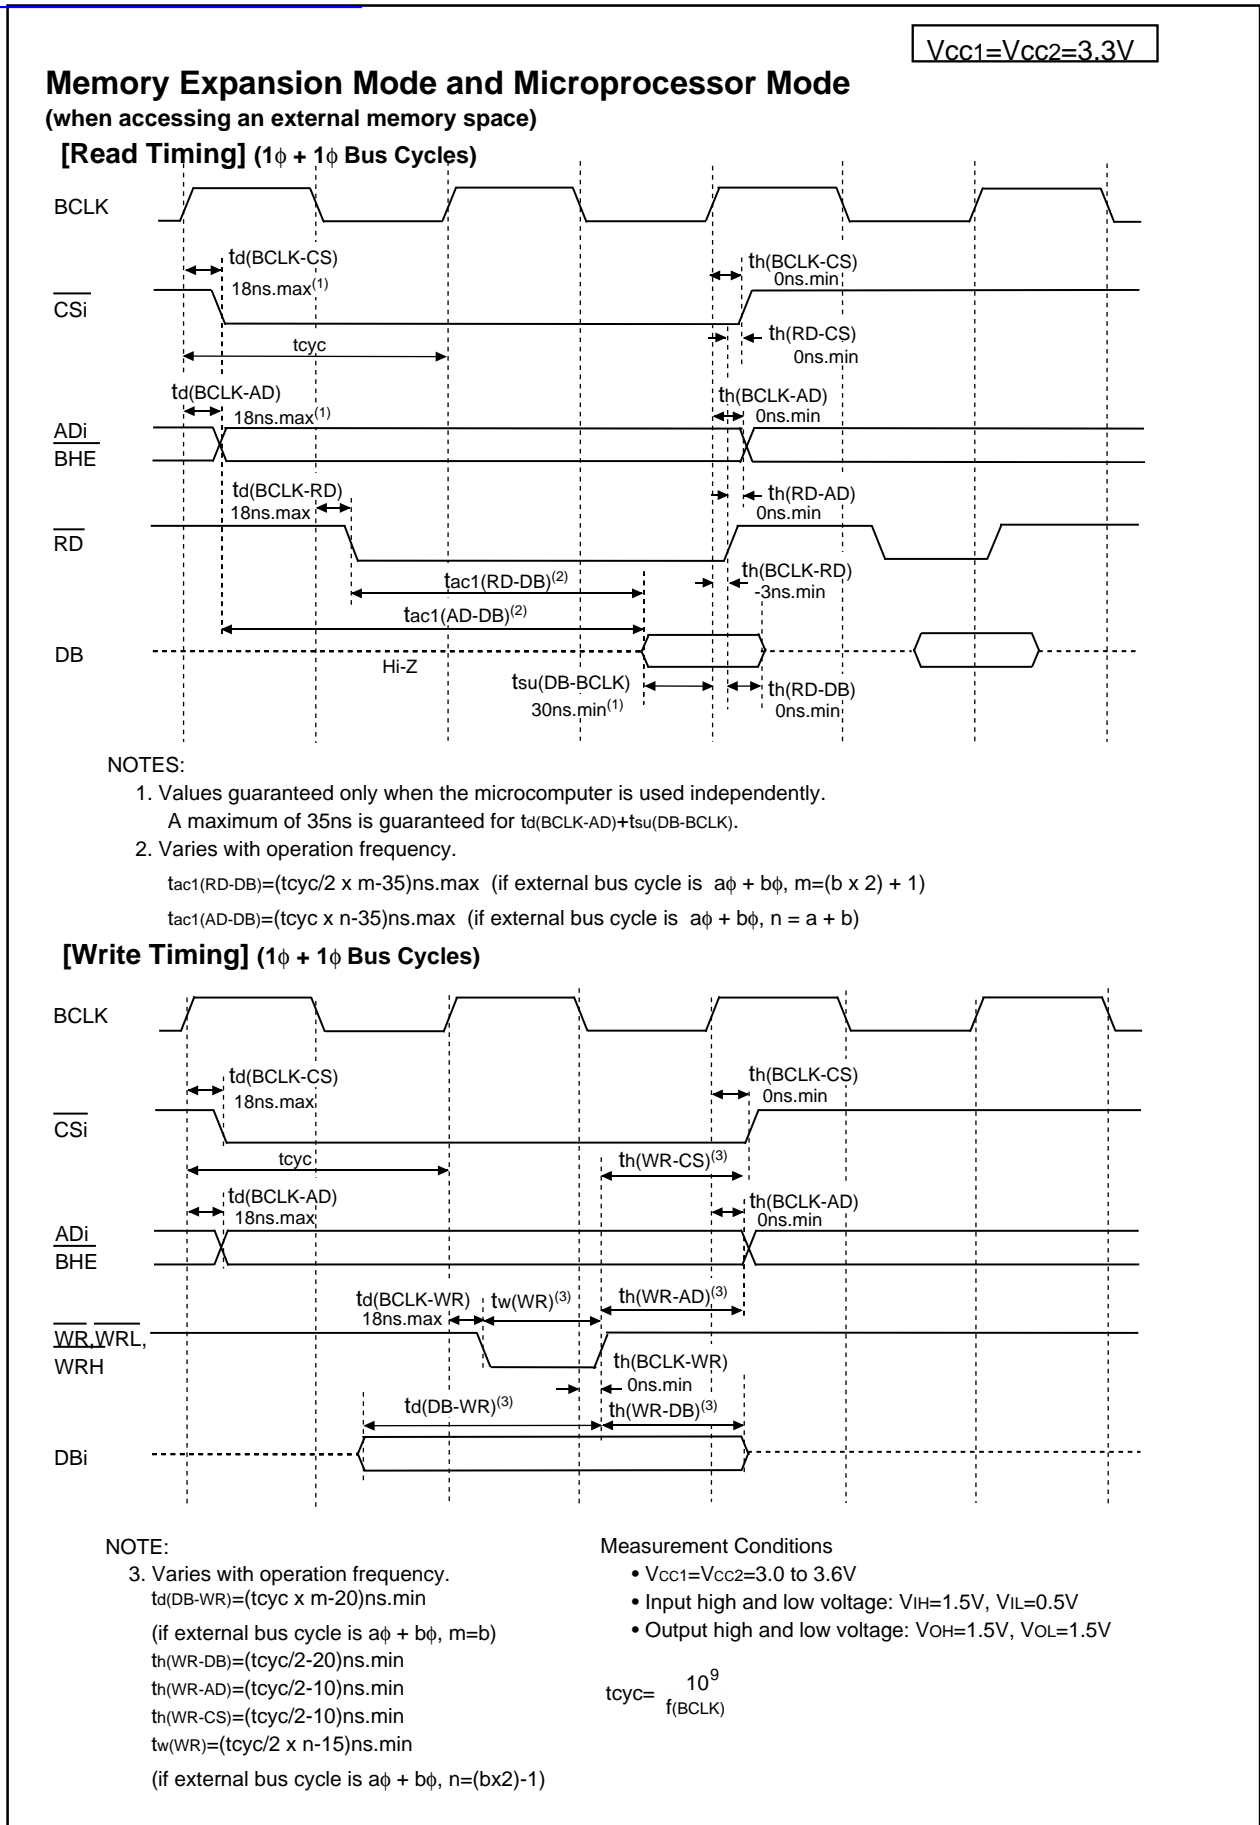 Vcc1=Vcc2=3.3V
Memory Expansion Mode and Microprocessor Mode
(when accessing an external memory space)
[Read Timing] (1ϕ + 1ϕ Bus Cycles)
BCLK
td(BCLK-CS)
18ns.max(1)
th(BCLK-CS)
0ns.min
CSi
th(RD-CS)
0ns.min
tcyc
td(BCLK-AD)
18ns.max(1)
th(BCLK-AD)
0ns.min
ADi
BHE
td(BCLK-RD)
18ns.max
th(RD-AD)
0ns.min
RD
th(BCLK-RD)
-3ns.min
tac1(RD-DB)(2)
tac1(AD-DB)(2)
DB
Hi-Z
tsu(DB-BCLK)
30ns.min(1)
th(RD-DB)
0ns.min
NOTES:
1. Values guaranteed only when the microcomputer is used independently.
A maximum of 35ns is guaranteed for td(BCLK-AD)+tsu(DB-BCLK).
2. Varies with operation frequency.
tac1(RD-DB)=(tcyc/2 x m-35)ns.max (if external bus cycle is aϕ + bϕ, m=(b x 2) + 1)
tac1(AD-DB)=(tcyc x n-35)ns.max (if external bus cycle is aϕ + bϕ, n = a + b)
[Write Timing] (1ϕ + 1ϕ Bus Cycles)
BCLK
td(BCLK-CS)
18ns.max
th(BCLK-CS)
0ns.min
CSi
tcyc
th(WR-CS)(3)
td(BCLK-AD)
18ns.max
th(BCLK-AD)
0ns.min
ADi
BHE
td(BCLK-WR)
18ns.max
tw(WR)(3)
th(WR-AD)(3)
WR,WRL,
WRH
th(BCLK-WR)
0ns.min
td(DB-WR)(3)
th(WR-DB)(3)
DBi
NOTE:
3. Varies with operation frequency.
td(DB-WR)=(tcyc x m-20)ns.min
(if external bus cycle is aϕ + bϕ, m=b)
th(WR-DB)=(tcyc/2-20)ns.min
th(WR-AD)=(tcyc/2-10)ns.min
th(WR-CS)=(tcyc/2-10)ns.min
tw(WR)=(tcyc/2 x n-15)ns.min
(if external bus cycle is aϕ + bϕ, n=(bx2)-1)
Measurement Conditions
• VCC1=VCC2=3.0 to 3.6V
• Input high and low voltage: VIH=1.5V, VIL=0.5V
• Output high and low voltage: VOH=1.5V, VOL=1.5V
tcyc= 10^9
f(BCLK)